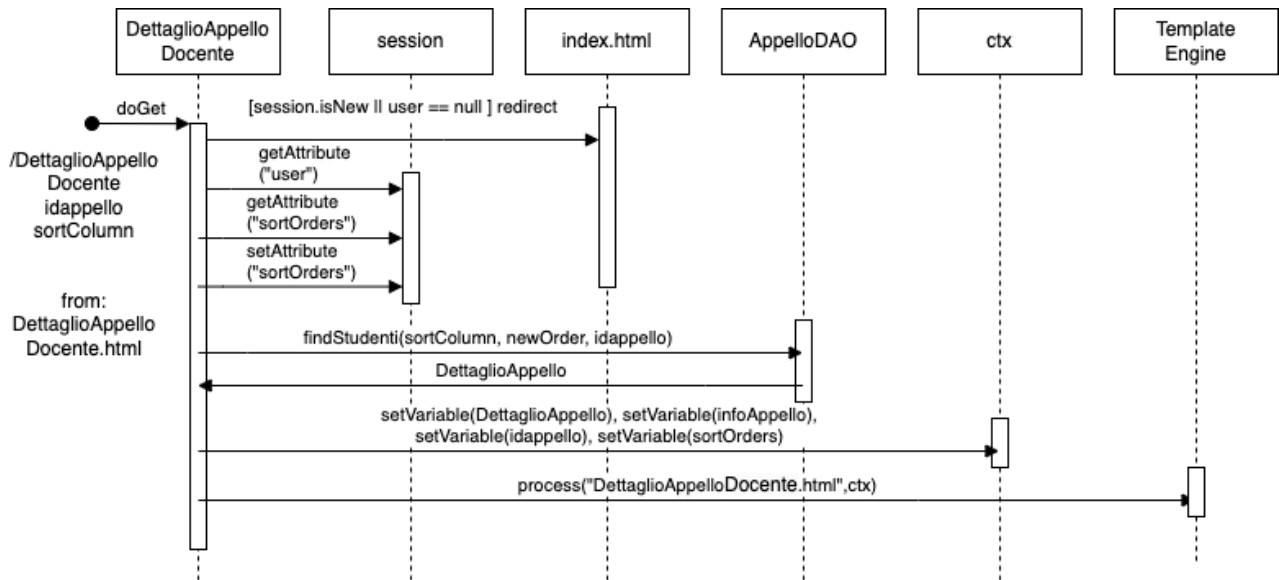 DettaglioAppello
Docente
session
index.html
AppelloDAO
ctx
Template
Engine
doGet
[session.isNew || user == null ] redirect
/DettaglioAppello
Docente
idappello
sortColumn
getAttribute
("user")
getAttribute
("sortOrders")
setAttribute
("sortOrders")
from:
DettaglioAppello
Docente.html
findStudenti(sortColumn, newOrder, idappello)
DettaglioAppello
setVariable(DettaglioAppello), setVariable(infoAppello),
setVariable(idappello), setVariable(sortOrders)
process("DettaglioAppelloDocente.html",ctx)